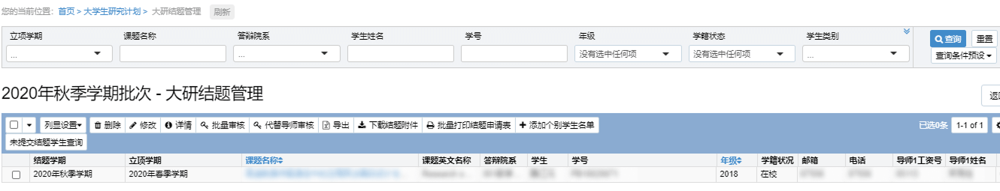 您的当前位置: 首页 > 大学生研究计划 > 大研结题管理 刷新
立项学期 课题名称 答辩院系 学生姓名 学号 年级 学籍状态 学生类别
... ... 没有选中任何项 没有选中任何项 ...
查询 重置
查询条件预设
2020年秋季学期批次 - 大研结题管理
列显设置 删除 修改 详情 批量审核 代替导师审核 导出 下载结题附件 批量打印结题申请表 添加个别学生名单 已选0条 1-1 of 1
未提交结题学生查询
结题学期 立项学期 课题名称 课题英文名称 答辩院系 学生 学号 年级 学籍状况 邮箱 电话 导师1工资号 导师1姓名
2020年秋季学期 2020年春季学期 2018 在校